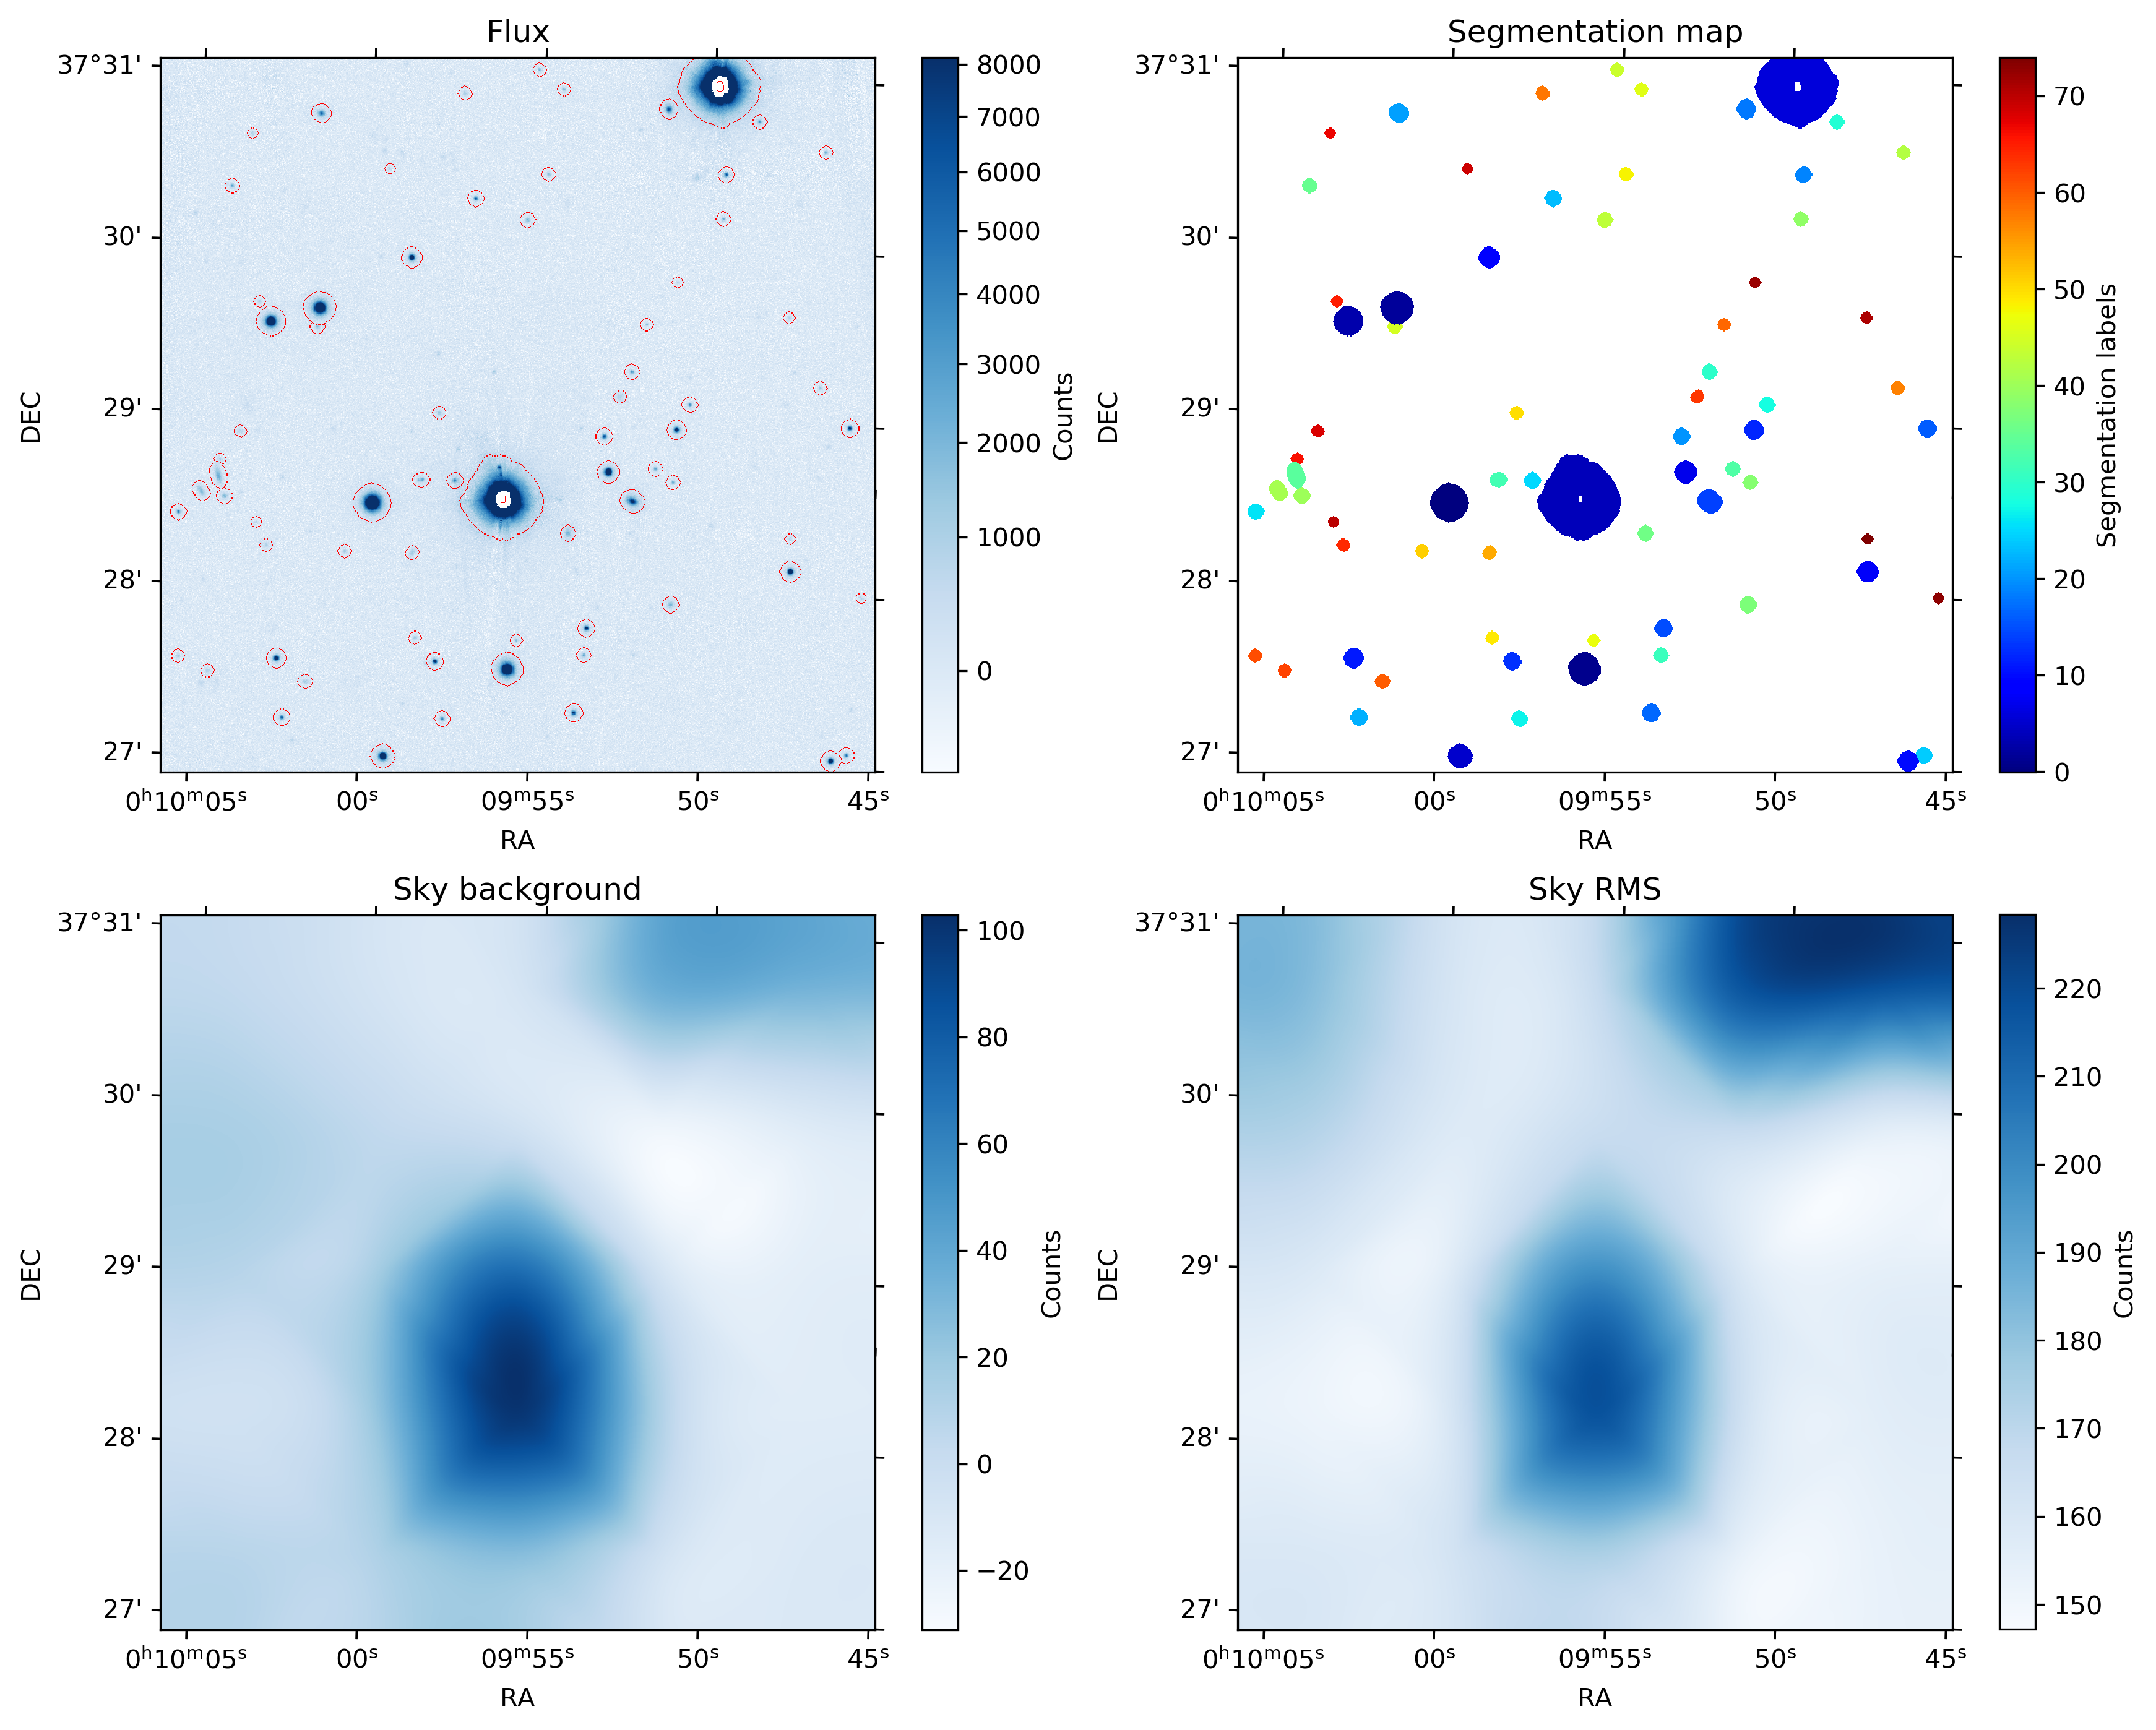 Flux
37°31'
30'
29'
28'
27'
DEC
0h10m05s 00s 09m55s 50s 45s
RA
8000
7000
6000
5000
4000
3000
2000
1000
0
Counts
Segmentation map
37°31'
30'
29'
28'
27'
DEC
0h10m05s 00s 09m55s 50s 45s
RA
70
60
50
40
30
20
10
0
Segmentation labels
Sky background
37°31'
30'
29'
28'
27'
DEC
0h10m05s 00s 09m55s 50s 45s
RA
100
80
60
40
20
0
−20
Counts
Sky RMS
37°31'
30'
29'
28'
27'
DEC
0h10m05s 00s 09m55s 50s 45s
RA
220
210
200
190
180
170
160
150
Counts